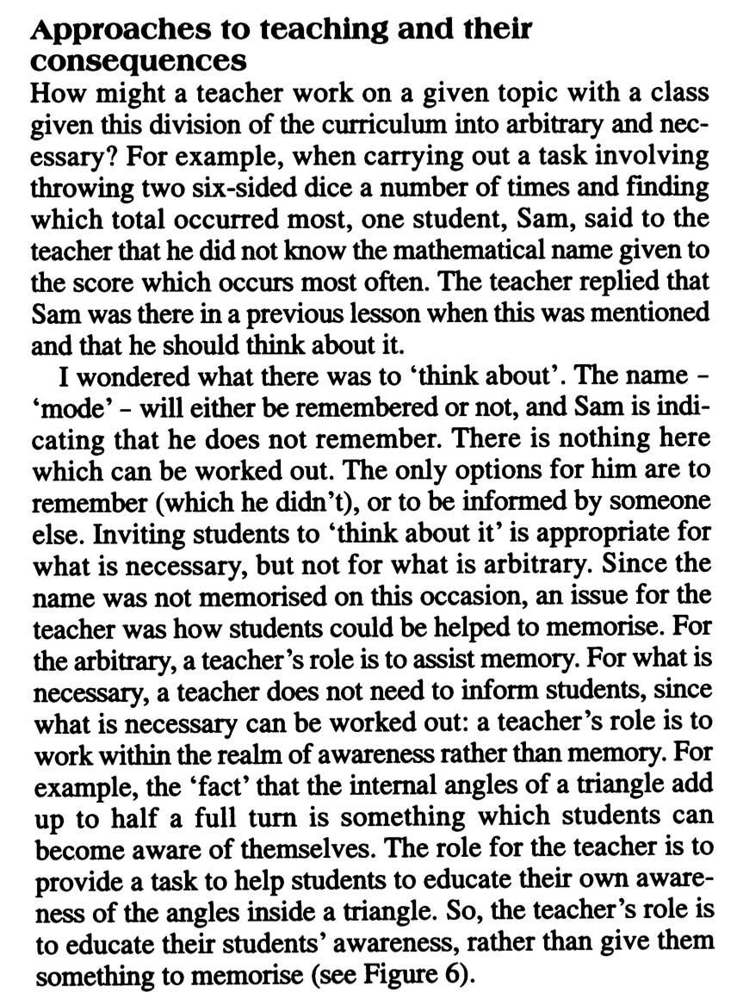 Approaches to teaching and their
consequences
How might a teacher work on a given topic with a class
given this division of the curriculum into arbitrary and nec-
essary? For example, when carrying out a task involving
throwing two six-sided dice a number of times and finding
which total occurred most, one student, Sam, said to the
teacher that he did not know the mathematical name given to
the score which occurs most often. The teacher replied that
Sam was there in a previous lesson when this was mentioned
and that he should think about it.
I wondered what there was to ‘think about’. The name –
‘mode’ – will either be remembered or not, and Sam is indi-
cating that he does not remember. There is nothing here
which can be worked out. The only options for him are to
remember (which he didn’t), or to be informed by someone
else. Inviting students to ‘think about it’ is appropriate for
what is necessary, but not for what is arbitrary. Since the
name was not memorised on this occasion, an issue for the
teacher was how students could be helped to memorise. For
the arbitrary, a teacher’s role is to assist memory. For what is
necessary, a teacher does not need to inform students, since
what is necessary can be worked out: a teacher’s role is to
work within the realm of awareness rather than memory. For
example, the ‘fact’ that the internal angles of a triangle add
up to half a full turn is something which students can
become aware of themselves. The role for the teacher is to
provide a task to help students to educate their own aware-
ness of the angles inside a triangle. So, the teacher’s role is
to educate their students’ awareness, rather than give them
something to memorise (see Figure 6).